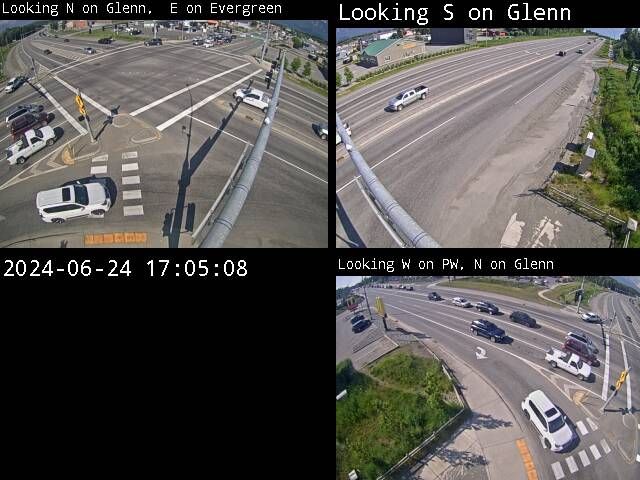 Looking N on Glenn,  E on Evergreen
Looking S on Glenn
2024-06-24 17:05:08
Looking W on PW, N on Glenn